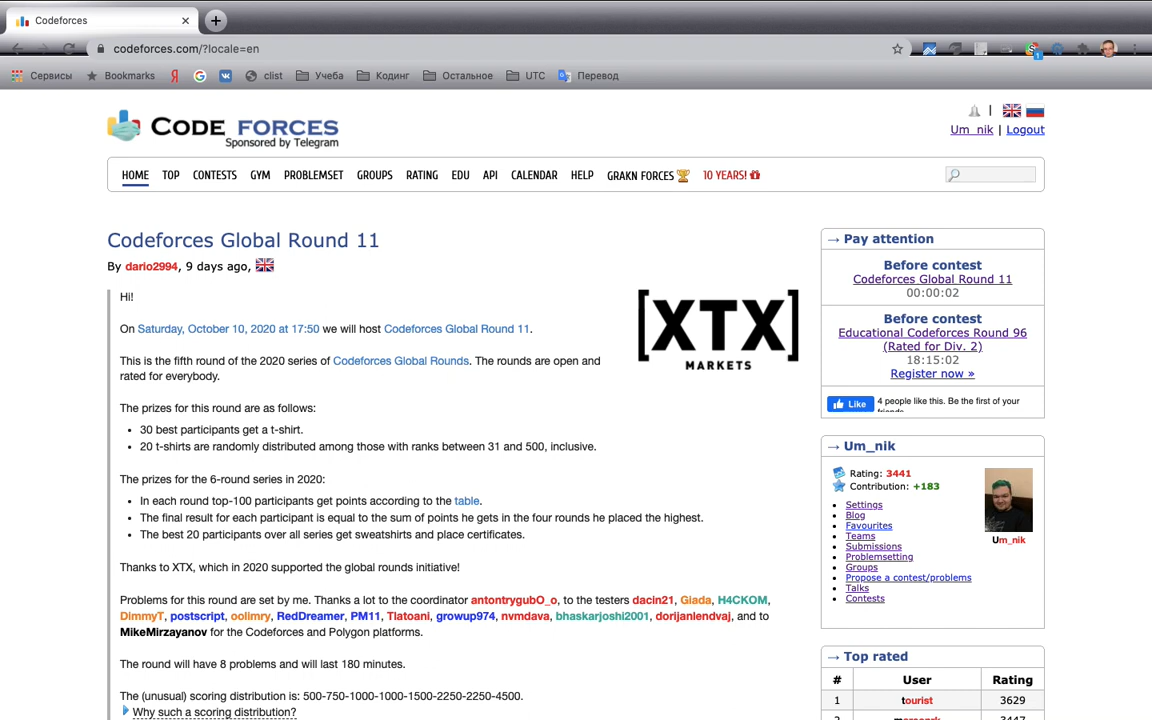 Codeforces
codeforces.com/?locale=en
Сервисы Bookmarks Я G clist Учеба Кодинг Остальное UTC Перевод
CODE FORCES
Sponsored by Telegram
Um_nik | Logout
HOME TOP CONTESTS GYM PROBLEMSET GROUPS RATING EDU API CALENDAR HELP GRAKN FORCES 10 YEARS!
Codeforces Global Round 11
By dario2994, 9 days ago,
Hi!
On Saturday, October 10, 2020 at 17:50 we will host Codeforces Global Round 11.
This is the fifth round of the 2020 series of Codeforces Global Rounds. The rounds are open and
rated for everybody.
The prizes for this round are as follows:
30 best participants get a t-shirt.
20 t-shirts are randomly distributed among those with ranks between 31 and 500, inclusive.
The prizes for the 6-round series in 2020:
In each round top-100 participants get points according to the table.
The final result for each participant is equal to the sum of points he gets in the four rounds he placed the highest.
The best 20 participants over all series get sweatshirts and place certificates.
Thanks to XTX, which in 2020 supported the global rounds initiative!
Problems for this round are set by me. Thanks a lot to the coordinator antontrygubO_o, to the testers dacin21, Giada, H4CKOM,
DimmyT, postscript, oolimry, RedDreamer, PM11, Tlatoani, growup974, nvmdava, bhaskarjoshi2001, dorijanlendvaj, and to
MikeMirzayanov for the Codeforces and Polygon platforms.
The round will have 8 problems and will last 180 minutes.
The (unusual) scoring distribution is: 500-750-1000-1000-1500-2250-2250-4500.
Why such a scoring distribution?
[XTX]
MARKETS
→ Pay attention
Before contest
Codeforces Global Round 11
00:00:02
Before contest
Educational Codeforces Round 96
(Rated for Div. 2)
18:15:02
Register now »
Like 4 people like this. Be the first of your
friends.
→ Um_nik
Rating: 3441
Contribution: +183
Settings
Blog
Favourites
Teams
Submissions
Problemsetting
Groups
Propose a contest/problems
Talks
Contests
Um_nik
→ Top rated
# User Rating
1 tourist 3629
2 3447